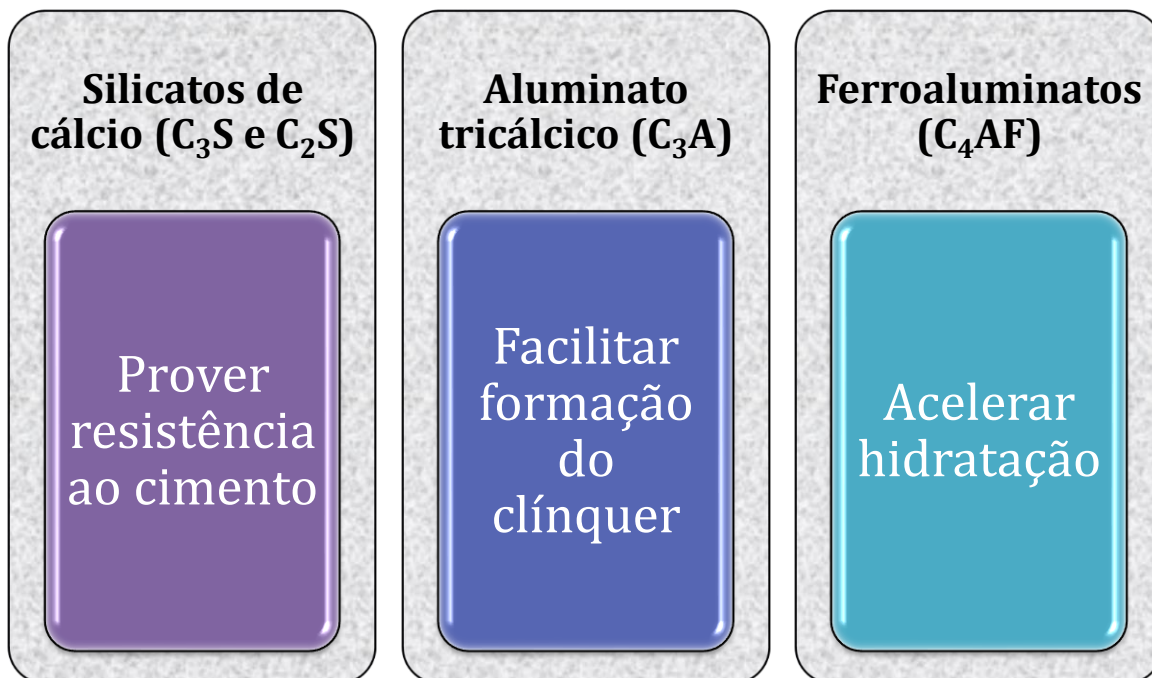 Silicatos de
cálcio (C₃S e C₂S)
Prover
resistência
ao cimento
Aluminato
tricálcico (C₃A)
Facilitar
formação
do
clínquer
Ferroaluminatos
(C₄AF)
Acelerar
hidratação